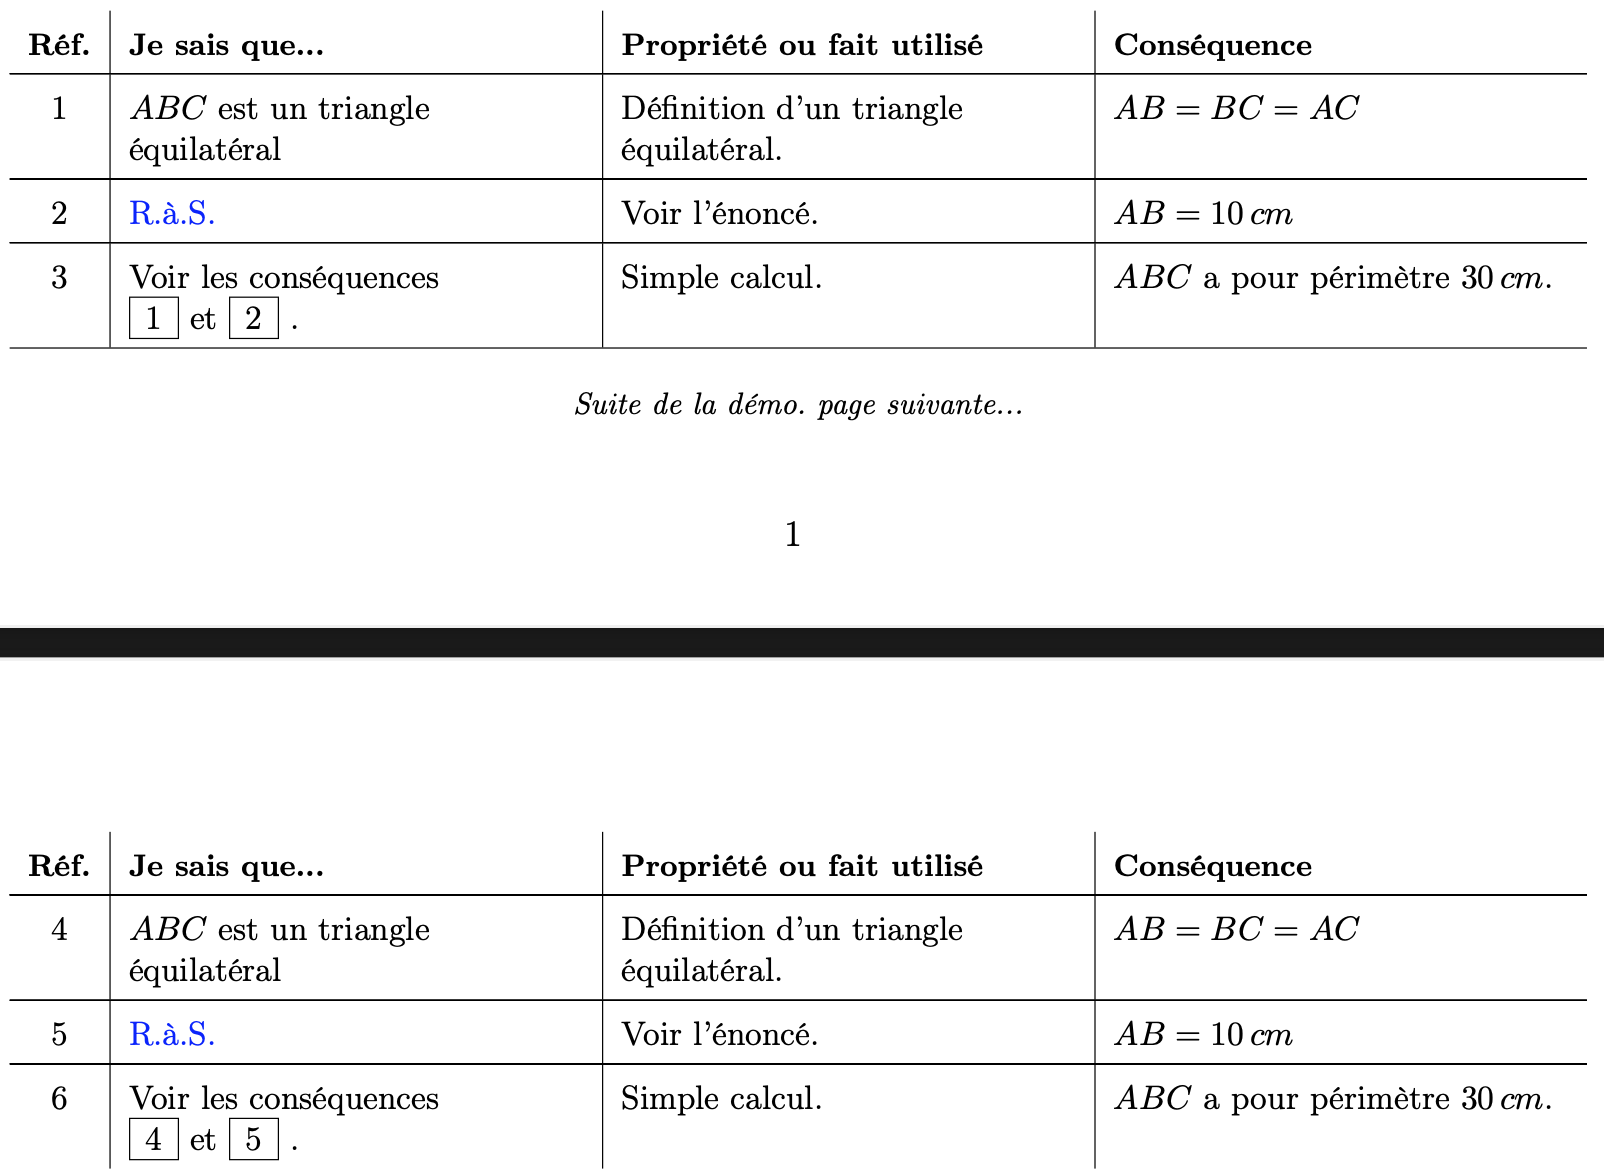 Réf. Je sais que... Propriété ou fait utilisé Conséquence
1 ABC est un triangle Définition d'un triangle AB = BC = AC
équilatéral équilatéral.
2 R.à.S. Voir l'énoncé. AB = 10 cm
3 Voir les conséquences Simple calcul. ABC a pour périmètre 30 cm.
1 et 2 .
Suite de la démo. page suivante...
1
Réf. Je sais que... Propriété ou fait utilisé Conséquence
4 ABC est un triangle Définition d'un triangle AB = BC = AC
équilatéral équilatéral.
5 R.à.S. Voir l'énoncé. AB = 10 cm
6 Voir les conséquences Simple calcul. ABC a pour périmètre 30 cm.
4 et 5 .